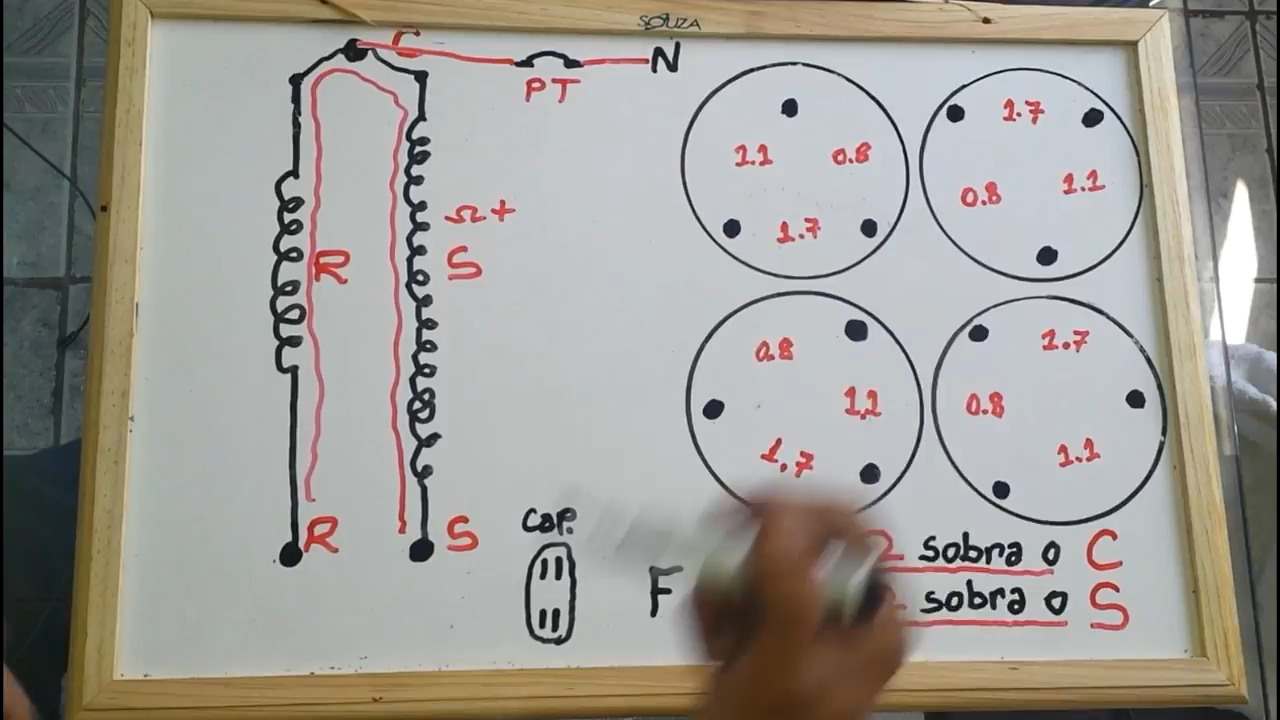 SOUZA
C
N
PT
1.1
0.8
1.7
1.7
0.8
1.1
Ω+
R
S
0.8
1,1
1,7
1.7
0.8
1.1
Cap.
R
S
F
Ω sobra o C
sobra o S